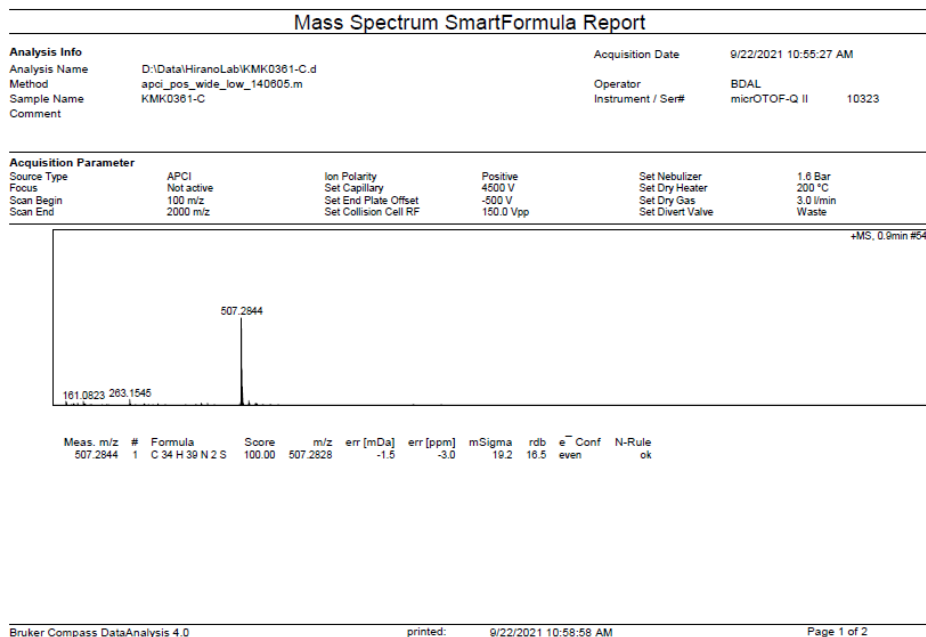 Mass Spectrum SmartFormula Report
Analysis Info
Acquisition Date 9/22/2021 10:55:27 AM
Analysis Name D:\Data\HiranoLab\KMK0361-C.d
Method apci_pos_wide_low_140605.m
Operator BDAL
Sample Name KMK0361-C
Instrument / Ser# micrOTOF-Q II 10323
Comment
Acquisition Parameter
Source Type APCI Ion Polarity Positive Set Nebulizer 1.6 Bar
Focus Not active Set Capillary 4500 V Set Dry Heater 200 °C
Scan Begin 100 m/z Set End Plate Offset -500 V Set Dry Gas 3.0 l/min
Scan End 2000 m/z Set Collision Cell RF 150.0 Vpp Set Divert Valve Waste
+MS, 0.9min #54
507.2844
161.0823 263.1545
Meas. m/z # Formula Score m/z err [mDa] err [ppm] mSigma rdb e⁻ Conf N-Rule
507.2844 1 C 34 H 39 N 2 S 100.00 507.2828 -1.5 -3.0 19.2 16.5 even ok
Bruker Compass DataAnalysis 4.0 printed: 9/22/2021 10:58:58 AM Page 1 of 2